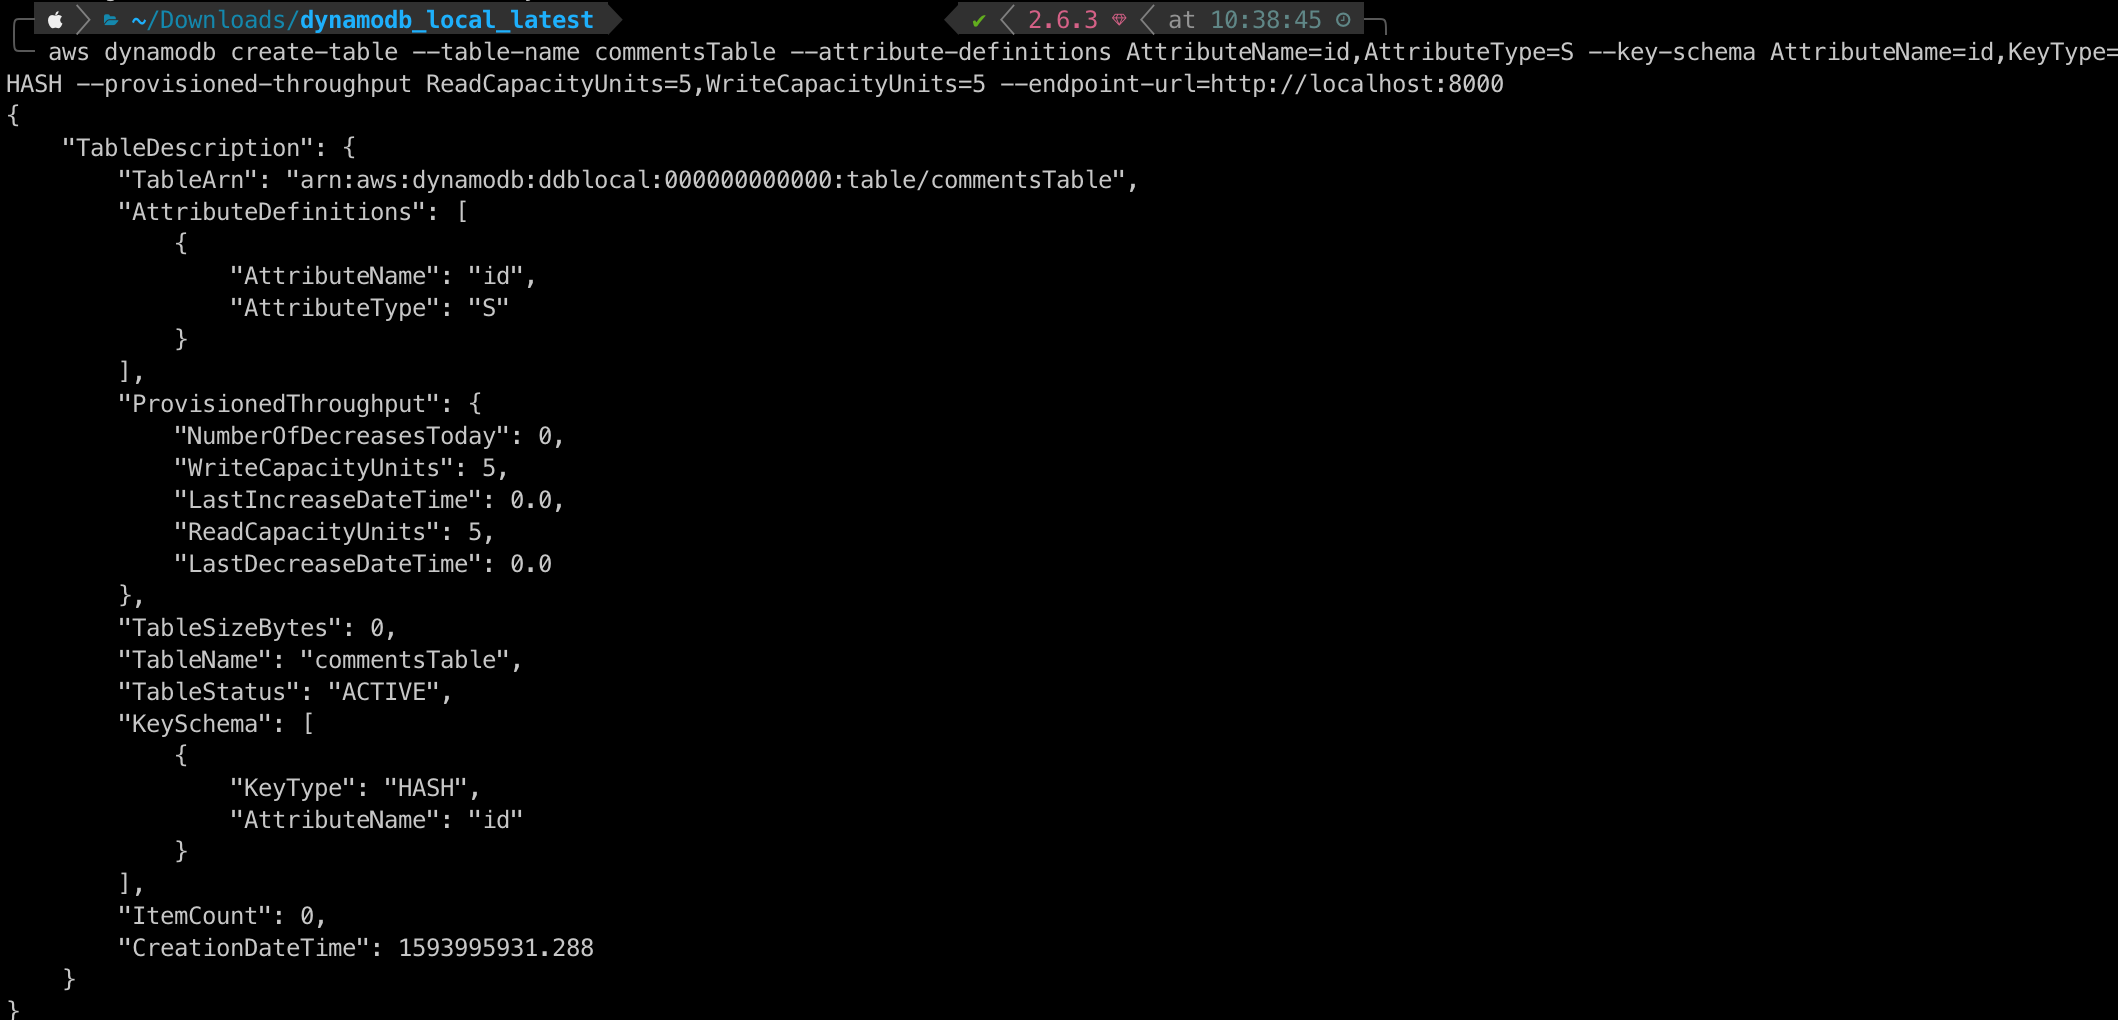 ~/Downloads/dynamodb_local_latest ✔ 2.6.3 at 10:38:45
aws dynamodb create-table --table-name commentsTable --attribute-definitions AttributeName=id,AttributeType=S --key-schema AttributeName=id,KeyType=
HASH --provisioned-throughput ReadCapacityUnits=5,WriteCapacityUnits=5 --endpoint-url=http://localhost:8000
{
    "TableDescription": {
        "TableArn": "arn:aws:dynamodb:ddblocal:000000000000:table/commentsTable",
        "AttributeDefinitions": [
            {
                "AttributeName": "id",
                "AttributeType": "S"
            }
        ],
        "ProvisionedThroughput": {
            "NumberOfDecreasesToday": 0,
            "WriteCapacityUnits": 5,
            "LastIncreaseDateTime": 0.0,
            "ReadCapacityUnits": 5,
            "LastDecreaseDateTime": 0.0
        },
        "TableSizeBytes": 0,
        "TableName": "commentsTable",
        "TableStatus": "ACTIVE",
        "KeySchema": [
            {
                "KeyType": "HASH",
                "AttributeName": "id"
            }
        ],
        "ItemCount": 0,
        "CreationDateTime": 1593995931.288
    }
}